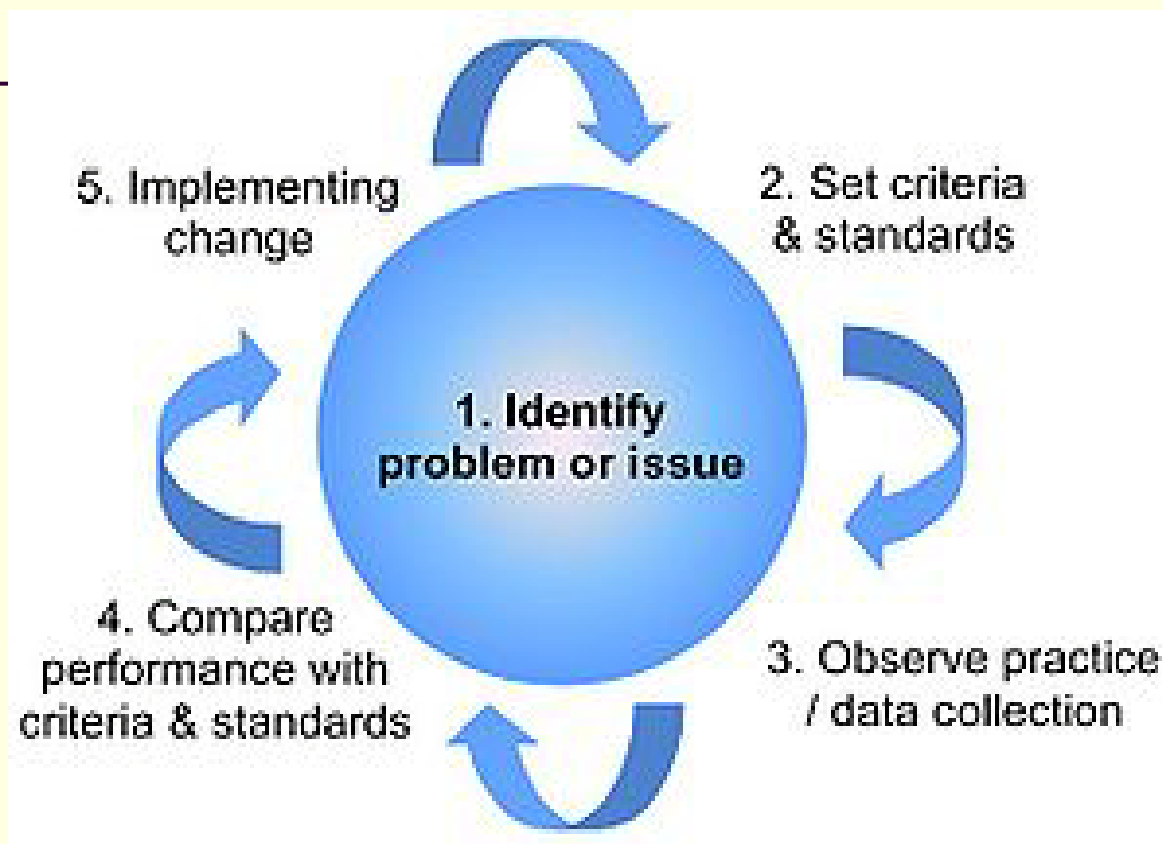 1. Identify
problem or issue
2. Set criteria
& standards
3. Observe practice
/ data collection
4. Compare
performance with
criteria & standards
5. Implementing
change